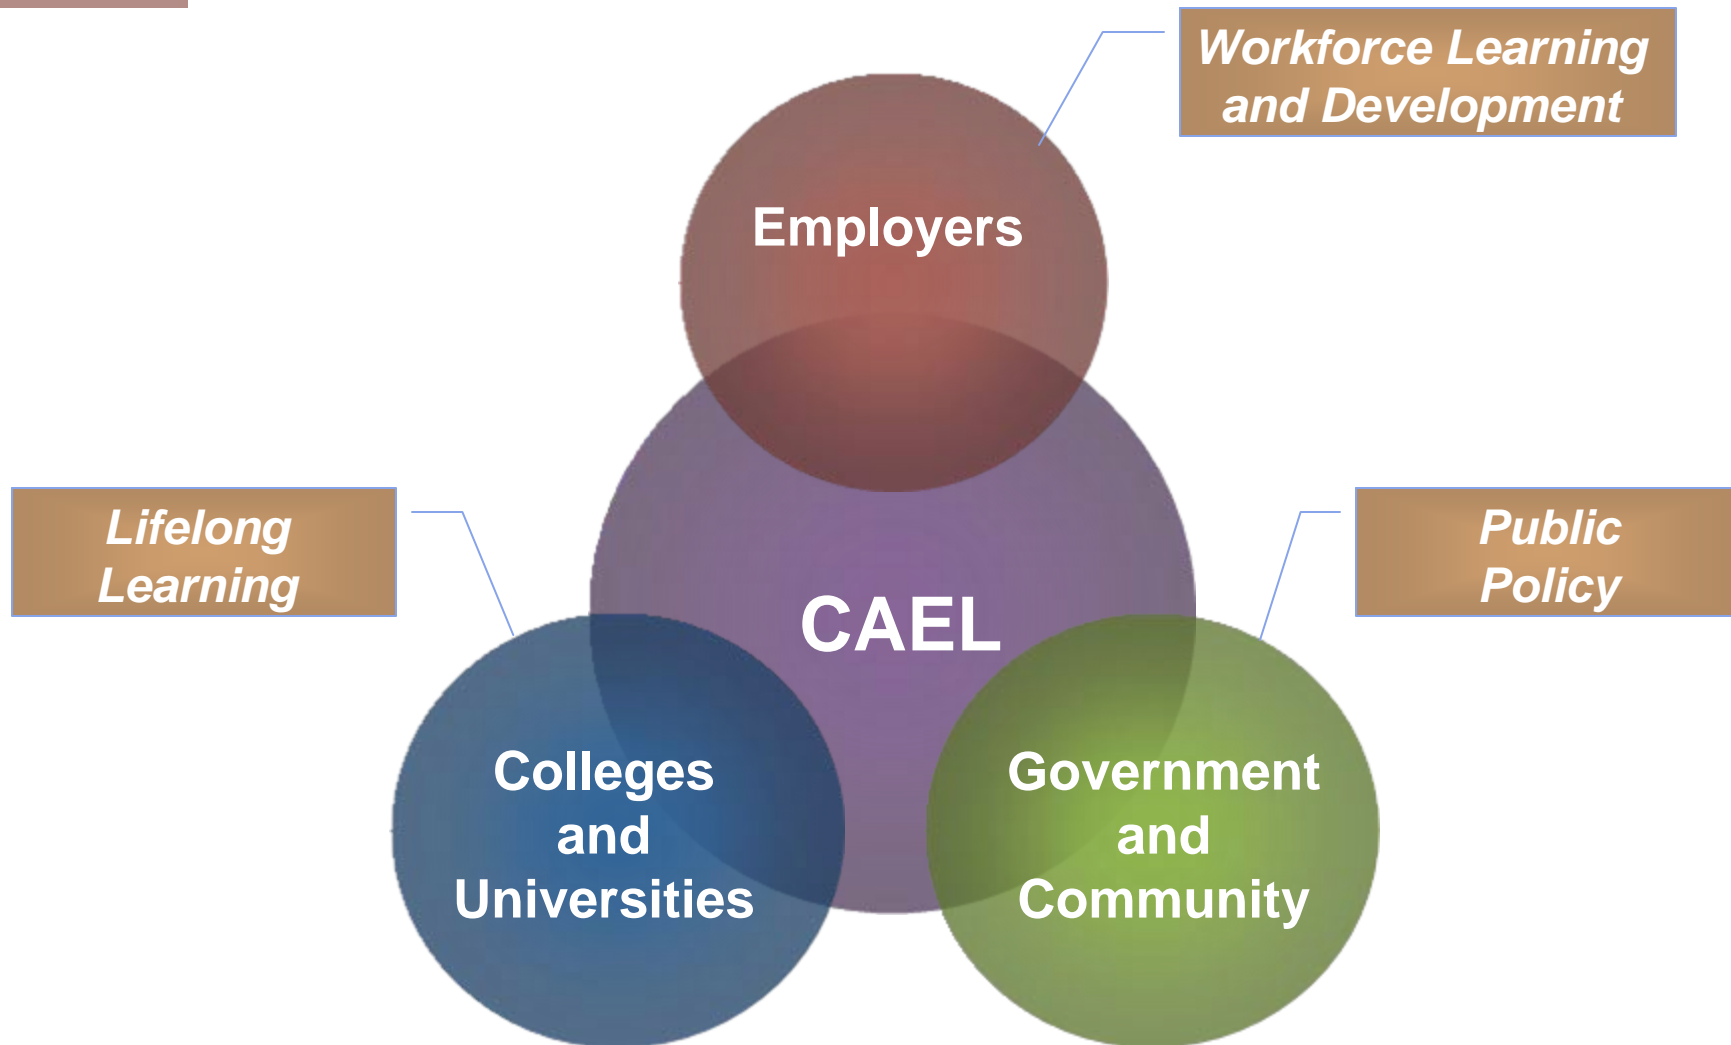 Workforce Learning
and Development
Employers
Lifelong
Learning
Public
Policy
CAEL
Colleges
and
Universities
Government
and
Community